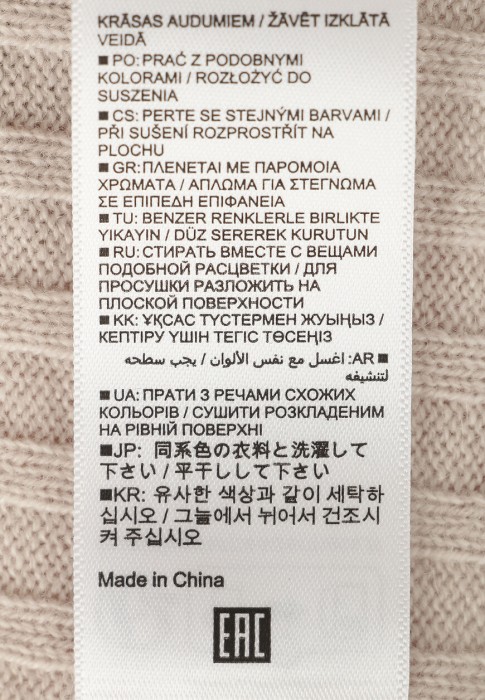 KRĀSAS AUDUMIEM / ŽĀVĒT IZKLĀTĀ
VEIDĀ
■ PO: PRAĆ Z PODOBNYMI
KOLORAMI / ROZŁOŻYĆ DO
SUSZENIA
■ CS: PERTE SE STEJNÝMI BARVAMI /
PŘI SUŠENÍ ROZPROSTŘÍT NA
PLOCHU
■ GR: ΠΛΕΝΕΤΑΙ ΜΕ ΠΑΡΟΜΟΙΑ
ΧΡΩΜΑΤΑ / ΑΠΛΩΜΑ ΓΙΑ ΣΤΕΓΝΩΜΑ
ΣΕ ΕΠΙΠΕΔΗ ΕΠΙΦΑΝΕΙΑ
■ TU: BENZER RENKLERLE BIRLIKTE
YIKAYIN / DÜZ SEREREK KURUTUN
■ RU: СТИРАТЬ ВМЕСТЕ С ВЕЩАМИ
ПОДОБНОЙ РАСЦВЕТКИ / ДЛЯ
ПРОСУШКИ РАЗЛОЖИТЬ НА
ПЛОСКОЙ ПОВЕРХНОСТИ
■ KK: ҰҚСАС ТҮСТЕРМЕН ЖУЫҢЫЗ /
КЕПТІРУ ҮШІН ТЕГІС ТӨСЕҢІЗ
■ AR: اغسل مع نفس الألوان / يجب سطحه
لتنشيفه
■ UA: ПРАТИ З РЕЧАМИ СХОЖИХ
КОЛЬОРІВ / СУШИТИ РОЗКЛАДЕНИМ
НА РІВНІЙ ПОВЕРХНІ
■JP: 同系色の衣料と洗濯して
下さい / 平干しして下さい
■KR: 유사한 색상과 같이 세탁하
십시오 / 그늘에서 뉘어서 건조시
켜 주십시오
Made in China
EAC